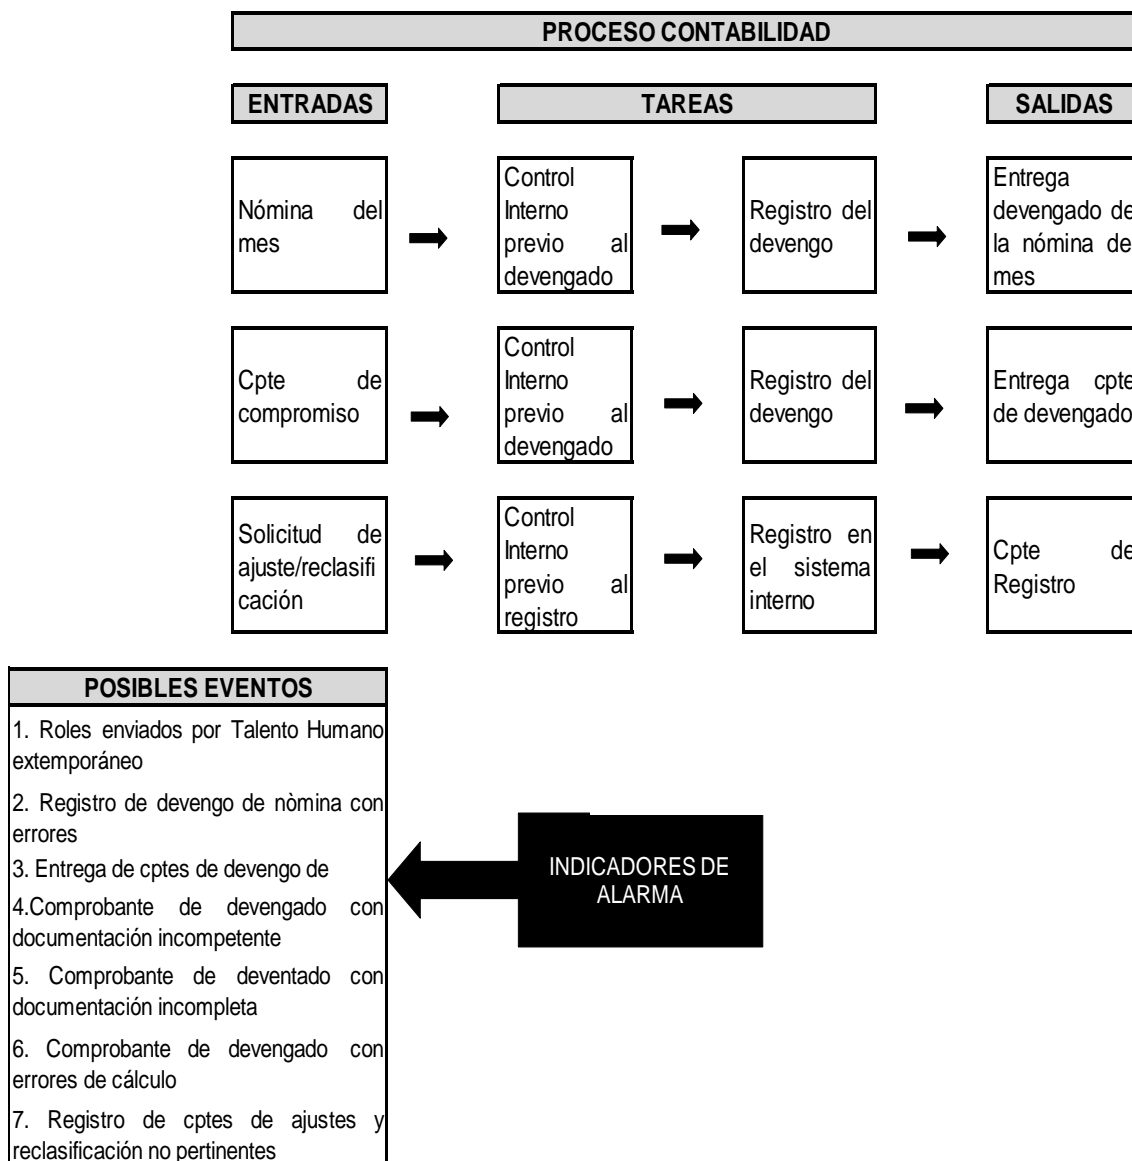 PROCESO CONTABILIDAD
ENTRADAS
TAREAS
SALIDAS
Nómina del
mes
Control
Interno
previo al
devengado
Registro del
devengo
Entrega
devengado de
la nómina de
mes
Cpte de
compromiso
Control
Interno
previo al
devengado
Registro del
devengo
Entrega cpte
de devengado
Solicitud de
ajuste/reclasifi
cación
Control
Interno
previo al
registro
Registro en
el sistema
interno
Cpte de
Registro
POSIBLES EVENTOS
1. Roles enviados por Talento Humano
extemporáneo
2. Registro de devengo de nòmina con
errores
3. Entrega de cptes de devengo de
4.Comprobante de devengado con
documentación incompetente
5. Comprobante de deventado con
documentación incompleta
6. Comprobante de devengado con
errores de cálculo
7. Registro de cptes de ajustes y
reclasificación no pertinentes
INDICADORES DE
ALARMA